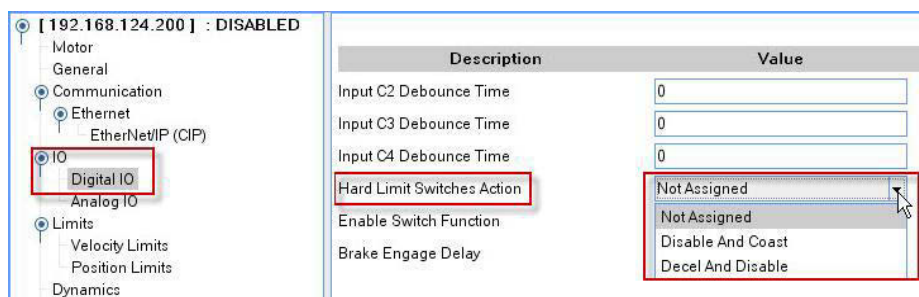 [ 192.168.124.200 ] : DISABLED
Motor
General
Communication
Ethernet
EtherNet/IP (CIP)
IO
Digital IO
Analog IO
Limits
Velocity Limits
Position Limits
Dynamics
Description Value
Input C2 Debounce Time 0
Input C3 Debounce Time 0
Input C4 Debounce Time 0
Hard Limit Switches Action Not Assigned
Enable Switch Function Not Assigned
Disable And Coast
Brake Engage Delay Decel And Disable